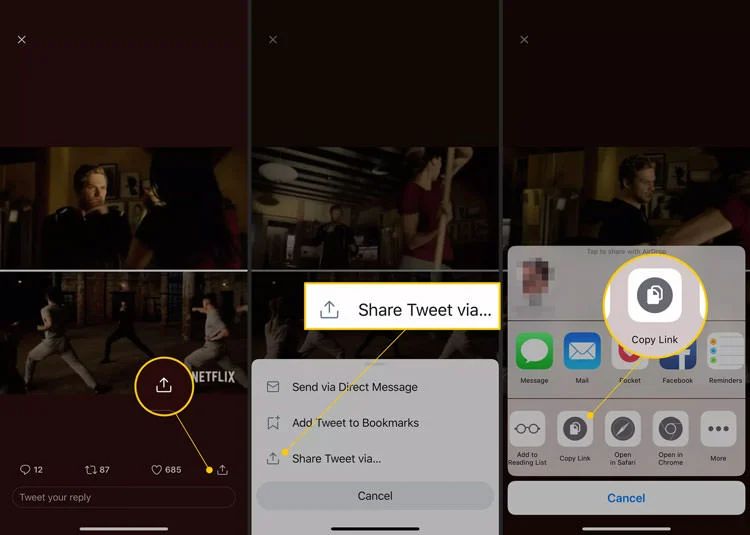 NETFLIX
12
87
685
Tweet your reply
Share Tweet via...
Send via Direct Message
Add Tweet to Bookmarks
Share Tweet via...
Cancel
Tap to share with AirDrop
Copy Link
Message
Mail
Pocket
Facebook
Reminders
Add to
Reading List
Copy Link
Open
in Safari
Open in
Chrome
More
Cancel